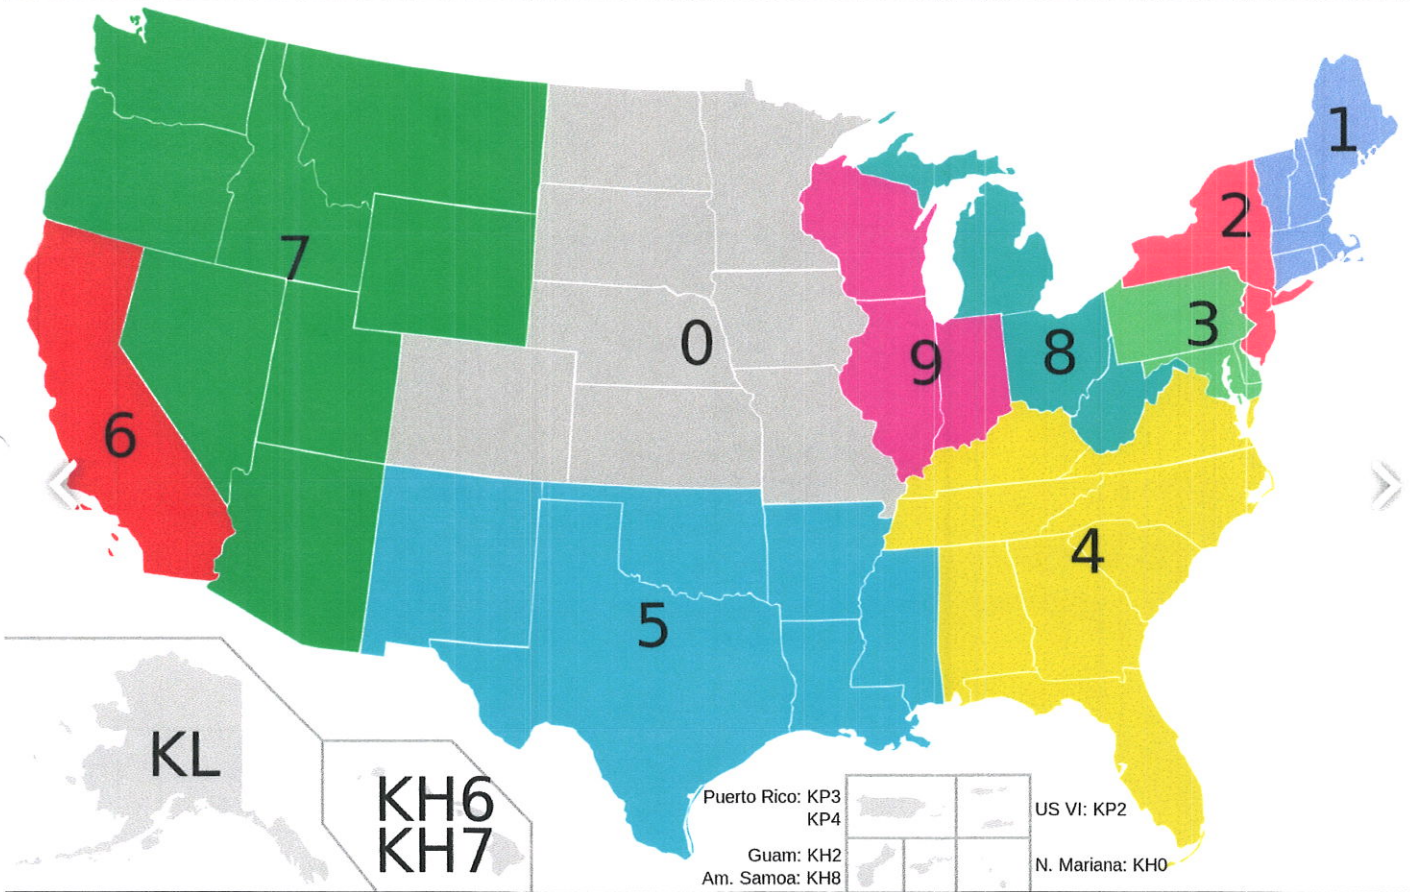 1
2
7
3
0
8
9
6
4
5
KL
KH6
KH7
Puerto Rico: KP3
KP4
US VI: KP2
Guam: KH2
Am. Samoa: KH8
N. Mariana: KH0